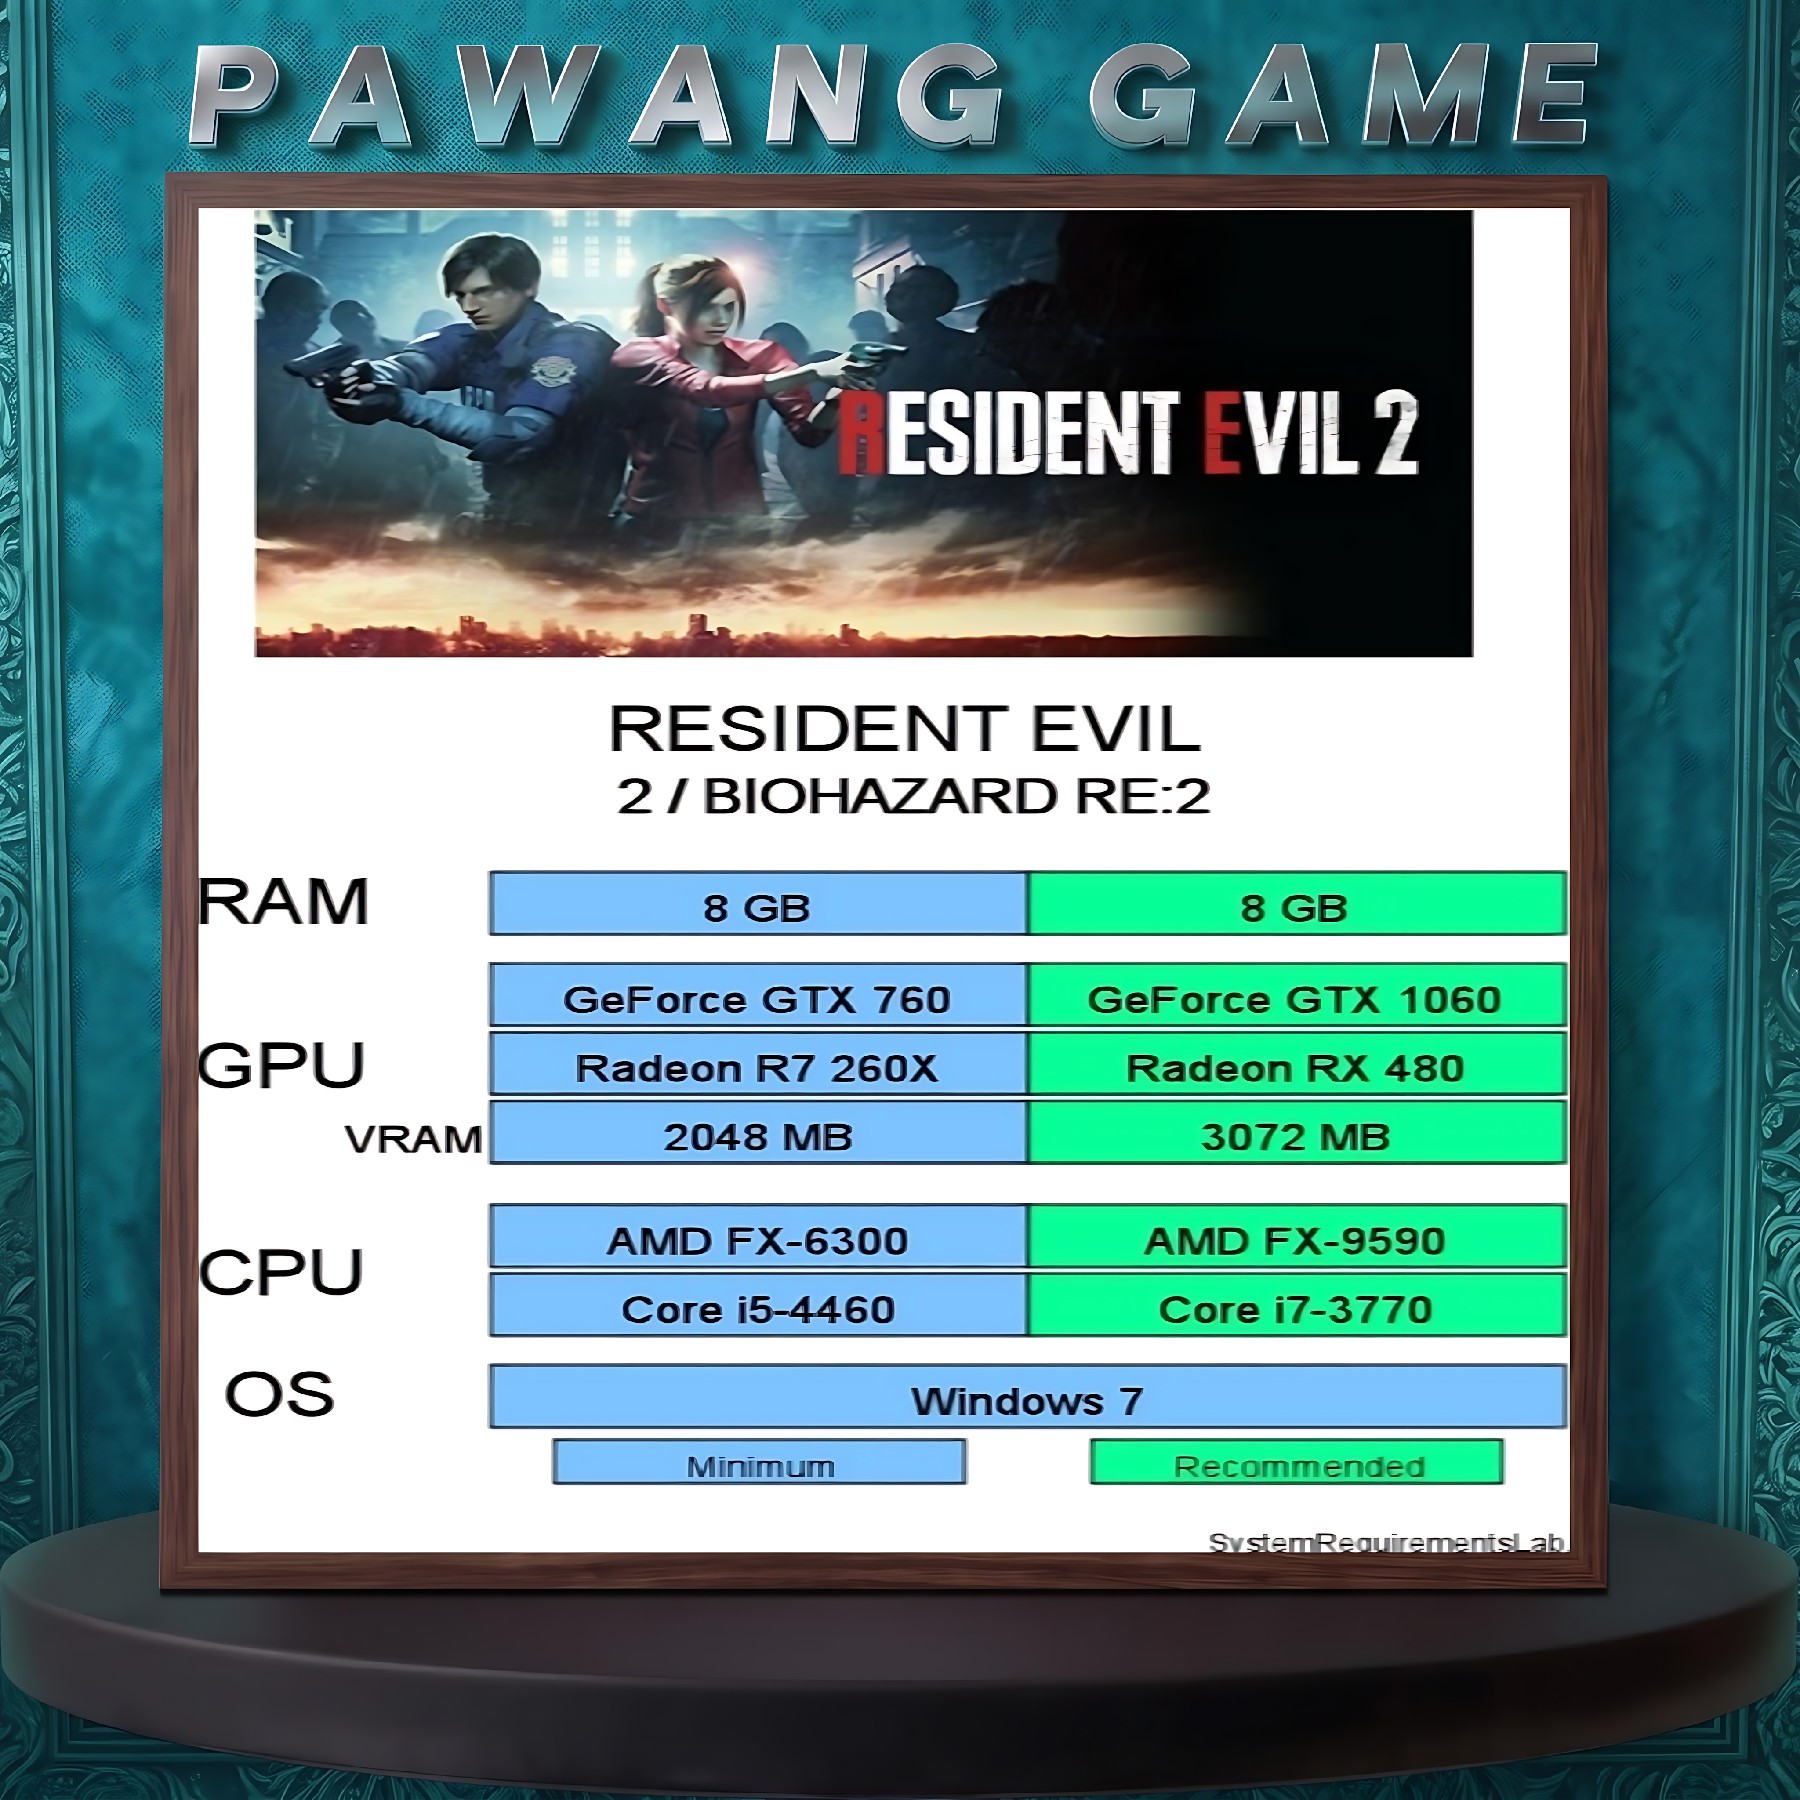 PAWANG GAME
RESIDENT EVIL 2
RESIDENT EVIL
2 / BIOHAZARD RE:2
RAM
8 GB
8 GB
GPU
GeForce GTX 760
GeForce GTX 1060
Radeon R7 260X
Radeon RX 480
VRAM
2048 MB
3072 MB
CPU
AMD FX-6300
AMD FX-9590
Core i5-4460
Core i7-3770
OS
Windows 7
Minimum
Recommended
SystemRequirementsLab.